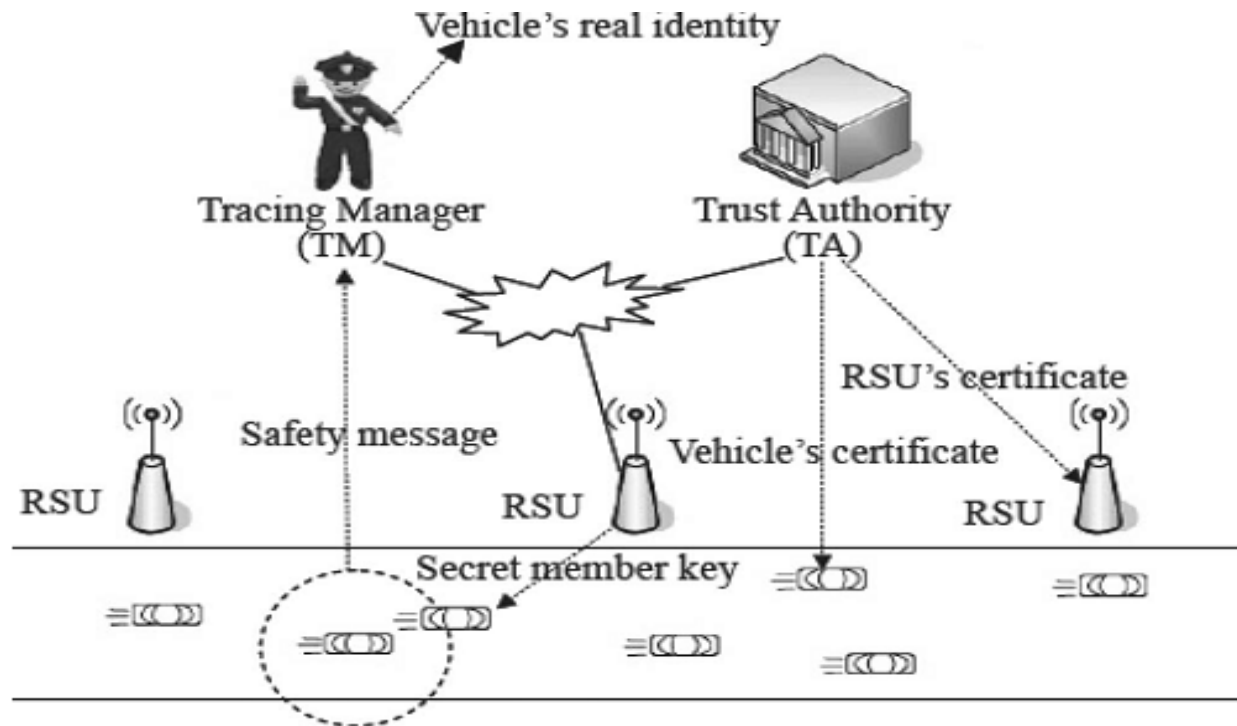 Vehicle's real identity
Tracing Manager
(TM)
Trust Authority
(TA)
RSU's certificate
Safety message
Vehicle's certificate
RSU
RSU
RSU
Secret member key